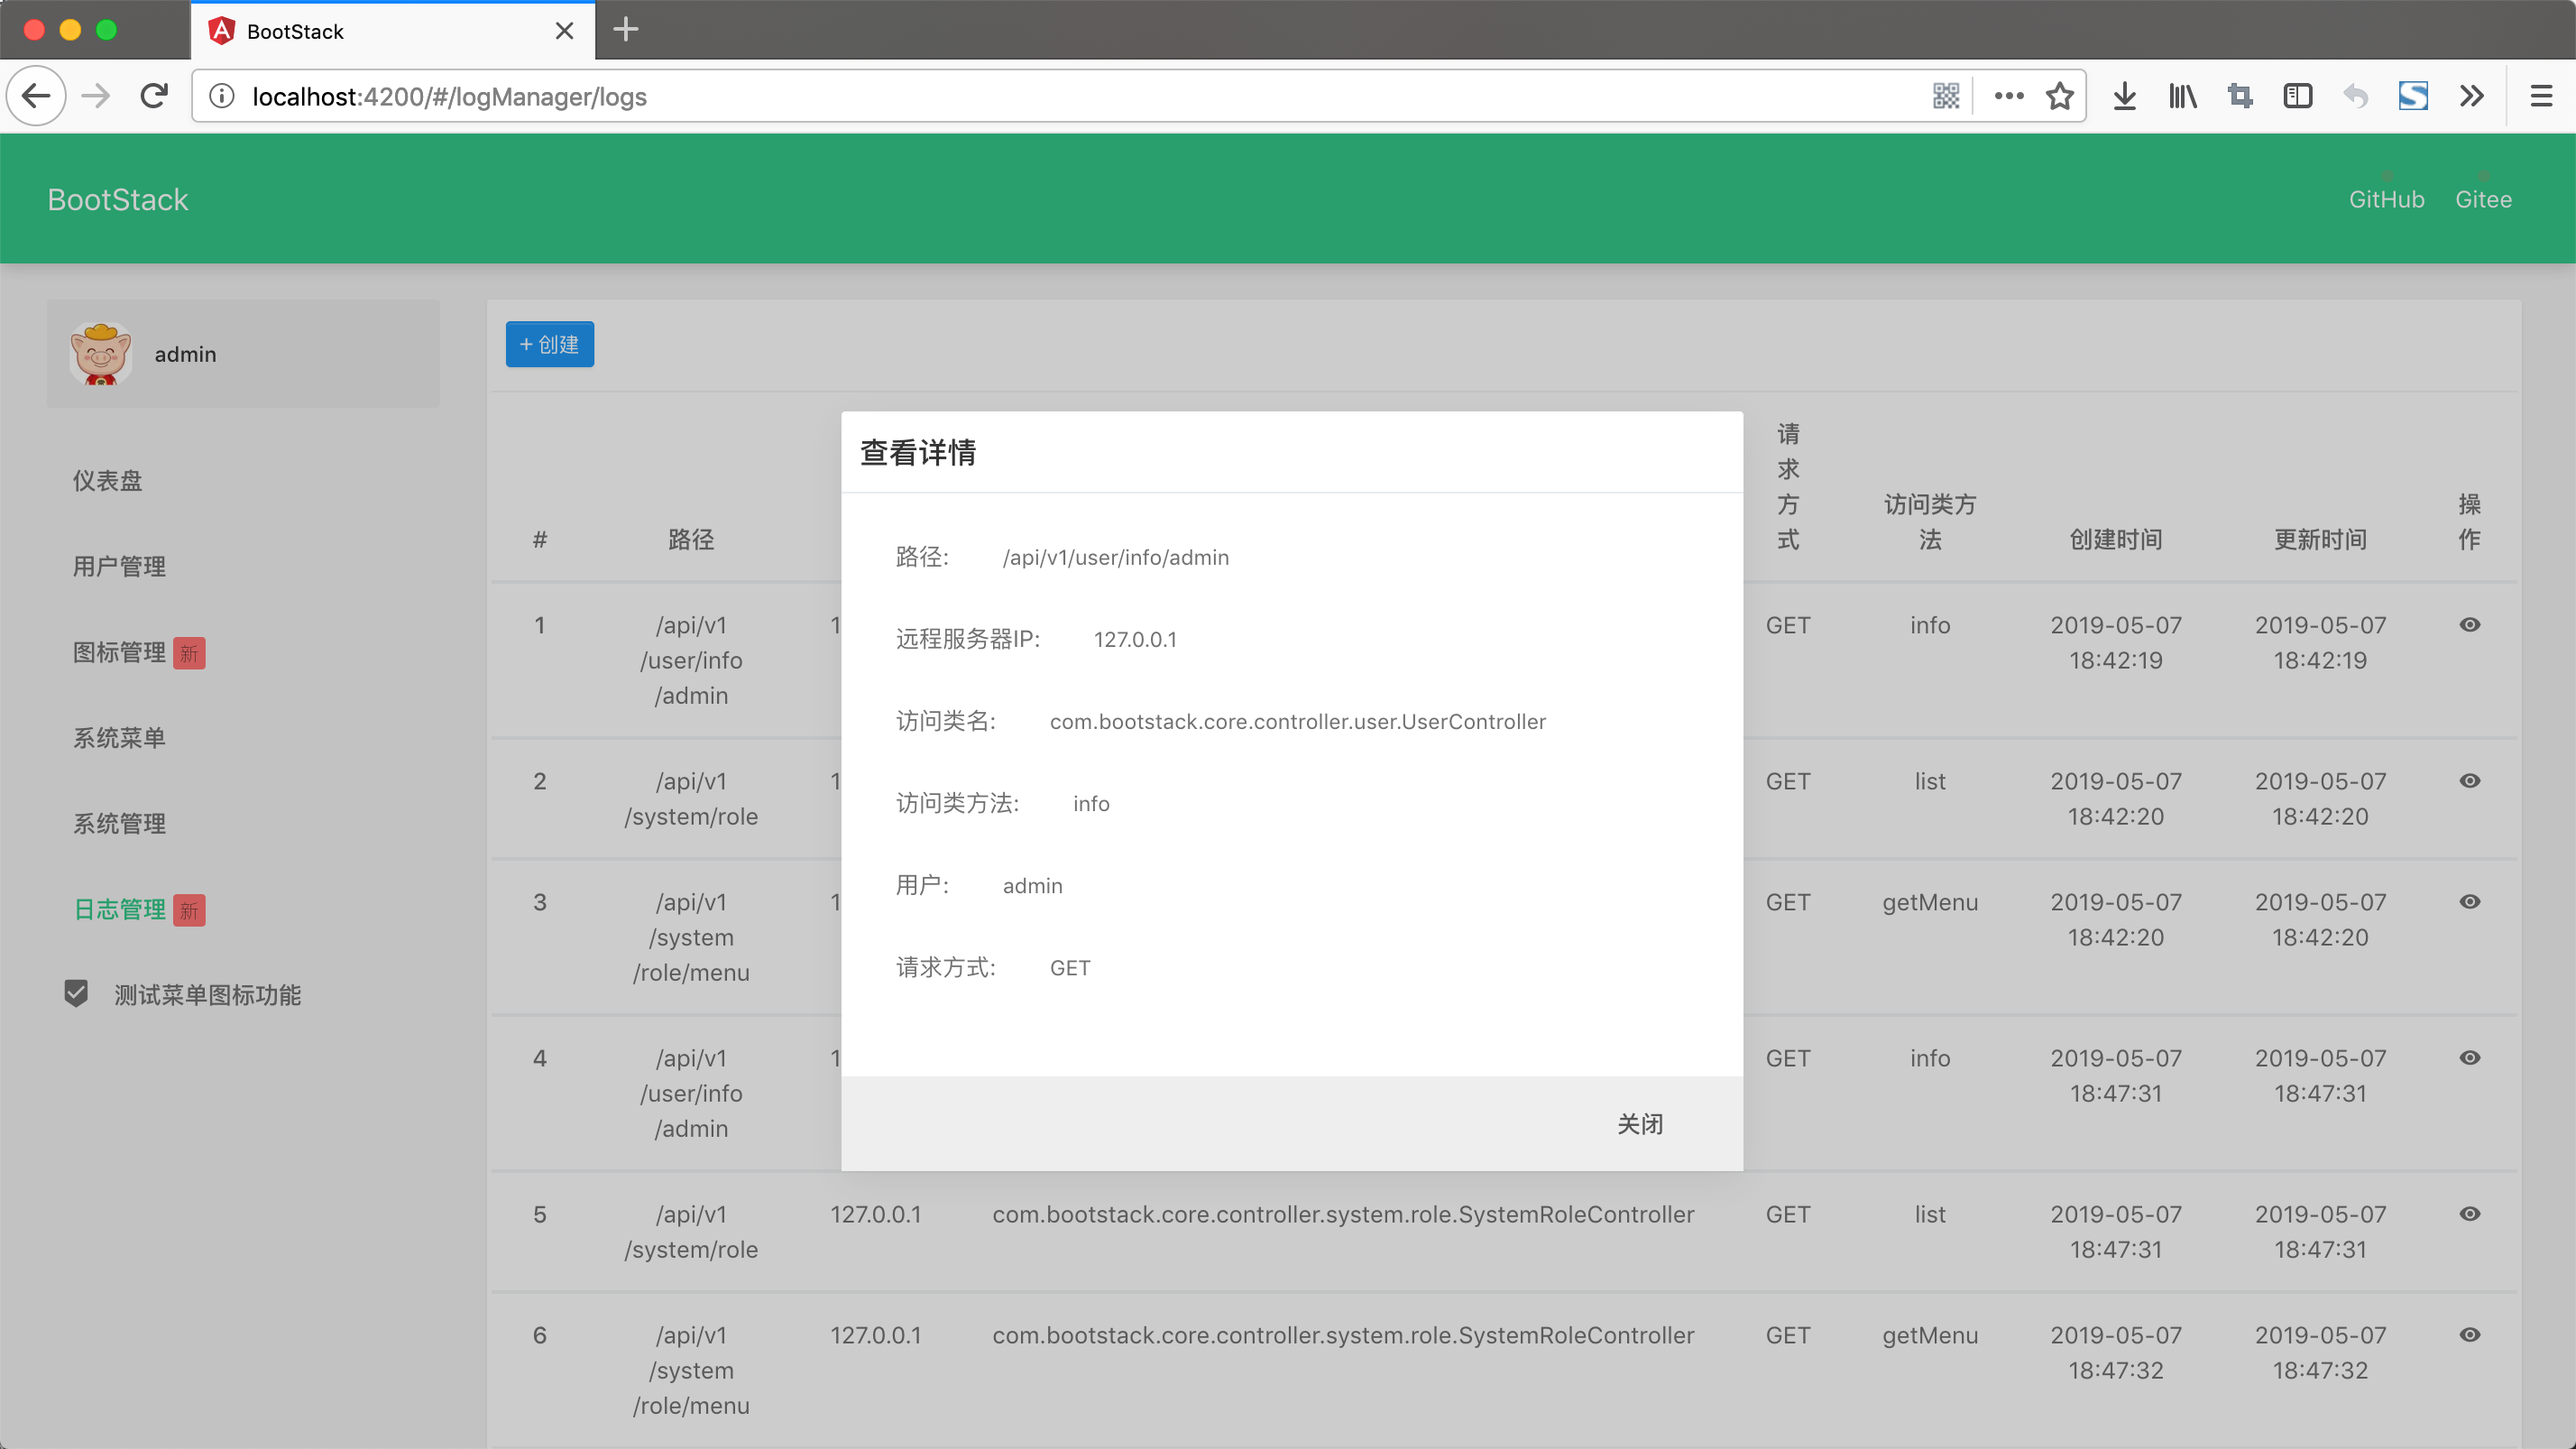 BootStack
localhost:4200/#/logManager/logs
BootStack
GitHub
Gitee
admin
仪表盘
用户管理
图标管理 新
系统菜单
系统管理
日志管理 新
测试菜单图标功能
+ 创建
#
路径
请
求
方
式
访问类方
法
创建时间
更新时间
操
作
1
/api/v1
/user/info
/admin
1
GET
info
2019-05-07
18:42:19
2019-05-07
18:42:19
2
/api/v1
/system/role
1
GET
list
2019-05-07
18:42:20
2019-05-07
18:42:20
3
/api/v1
/system
/role/menu
1
GET
getMenu
2019-05-07
18:42:20
2019-05-07
18:42:20
4
/api/v1
/user/info
/admin
1
GET
info
2019-05-07
18:47:31
2019-05-07
18:47:31
5
/api/v1
/system/role
127.0.0.1
com.bootstack.core.controller.system.role.SystemRoleController
GET
list
2019-05-07
18:47:31
2019-05-07
18:47:31
6
/api/v1
/system
/role/menu
127.0.0.1
com.bootstack.core.controller.system.role.SystemRoleController
GET
getMenu
2019-05-07
18:47:32
2019-05-07
18:47:32
查看详情
路径: /api/v1/user/info/admin
远程服务器IP: 127.0.0.1
访问类名: com.bootstack.core.controller.user.UserController
访问类方法: info
用户: admin
请求方式: GET
关闭